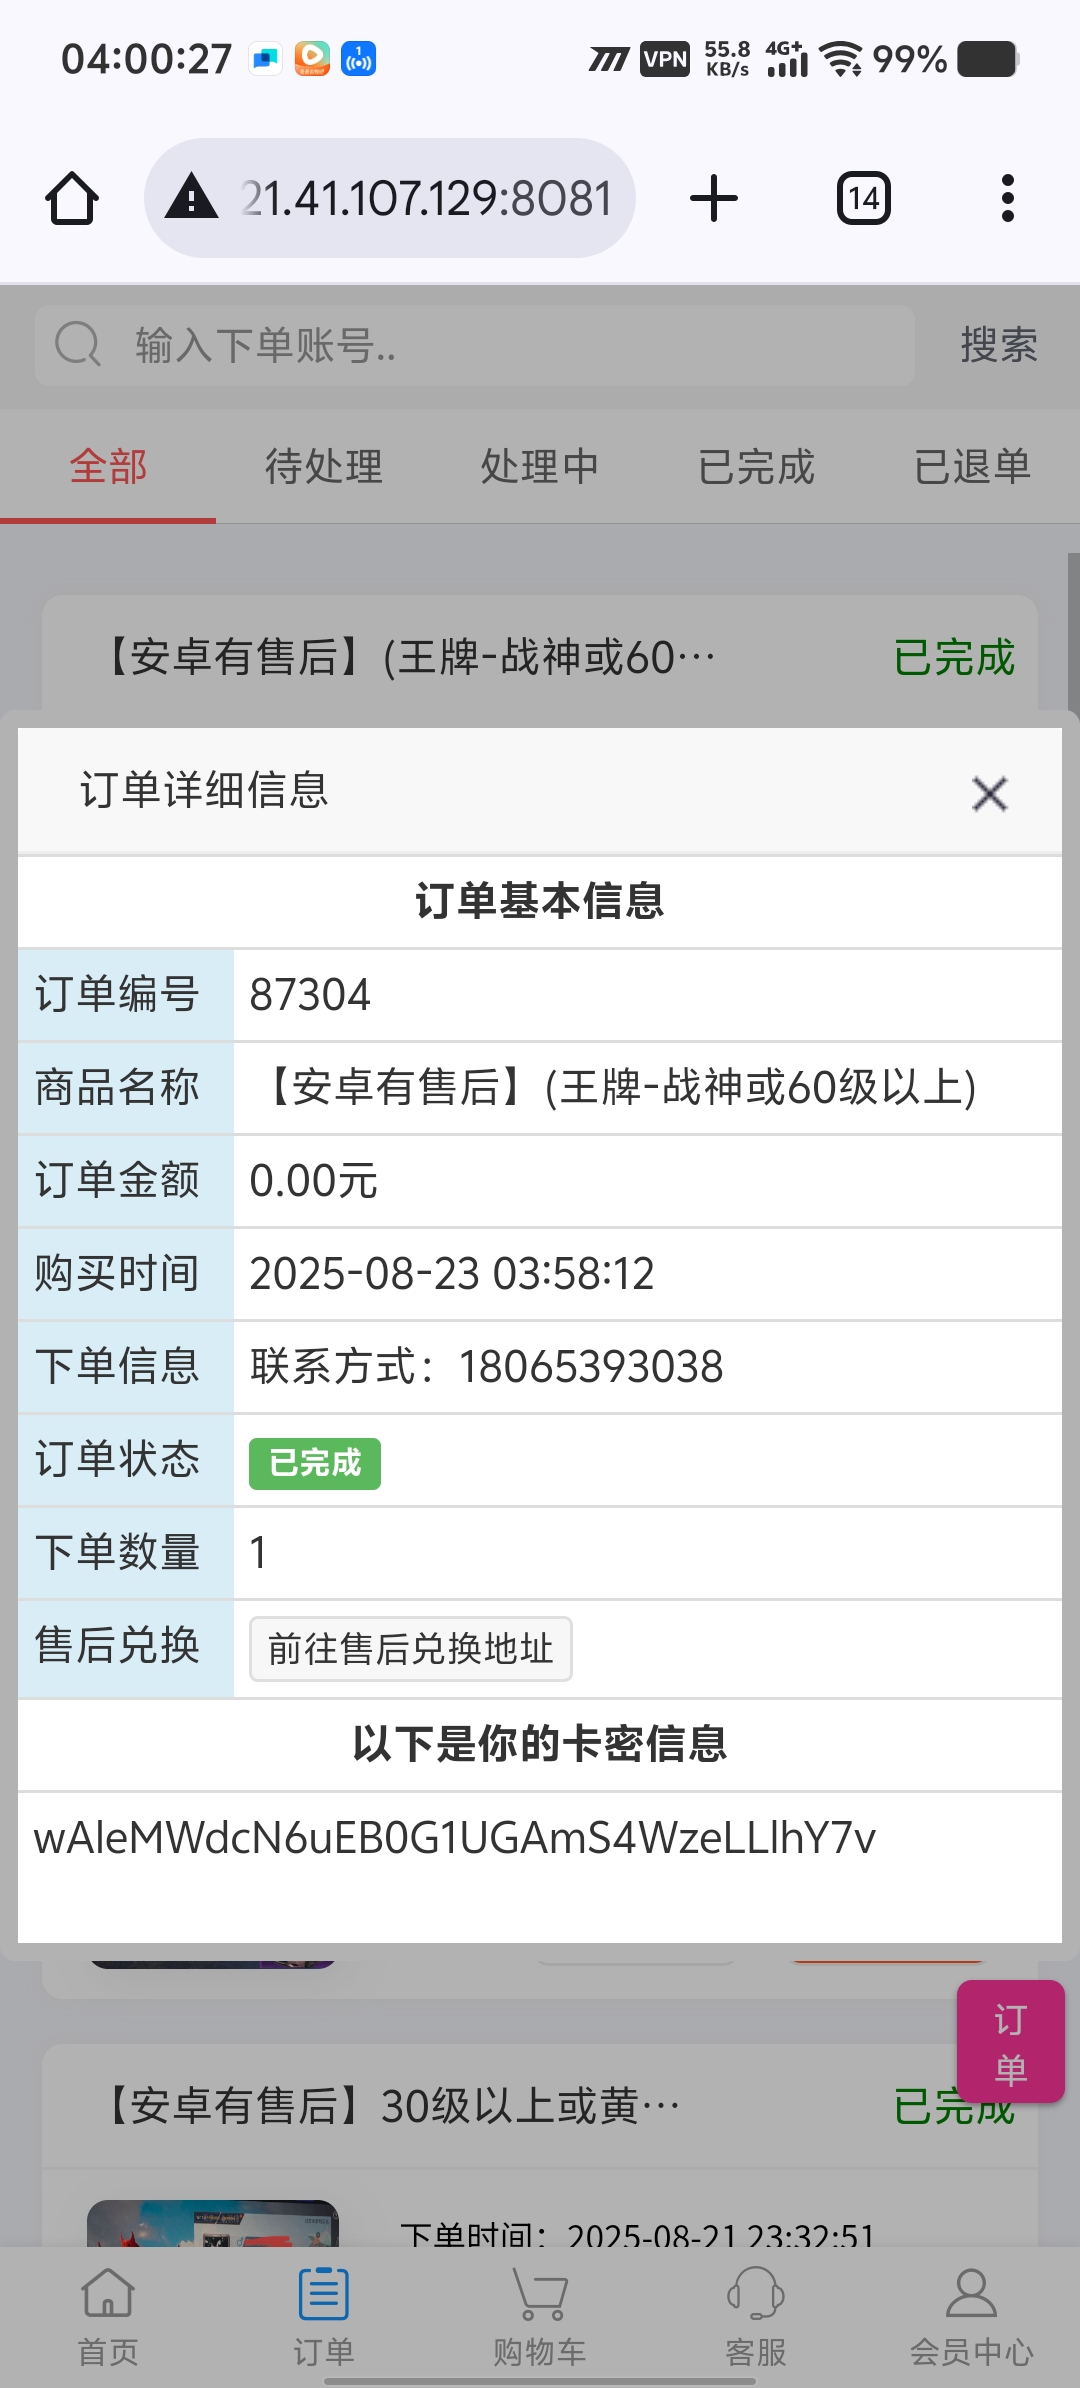 04:00:27
VPN
55.8
KB/s
4G+
99%
21.41.107.129:8081
14
输入下单账号..
搜索
全部
待处理
处理中
已完成
已退单
【安卓有售后】(王牌-战神或60…
已完成
订单详细信息
订单基本信息
订单编号 87304
商品名称 【安卓有售后】(王牌-战神或60级以上)
订单金额 0.00元
购买时间 2025-08-23 03:58:12
下单信息 联系方式：18065393038
订单状态 已完成
下单数量 1
售后兑换 前往售后兑换地址
以下是你的卡密信息
wAleMWdcN6uEB0G1UGAmS4WzeLLlhY7v
订
单
【安卓有售后】30级以上或黄…
已完成
下单时间：2025-08-21 23:32:51
首页
订单
购物车
客服
会员中心